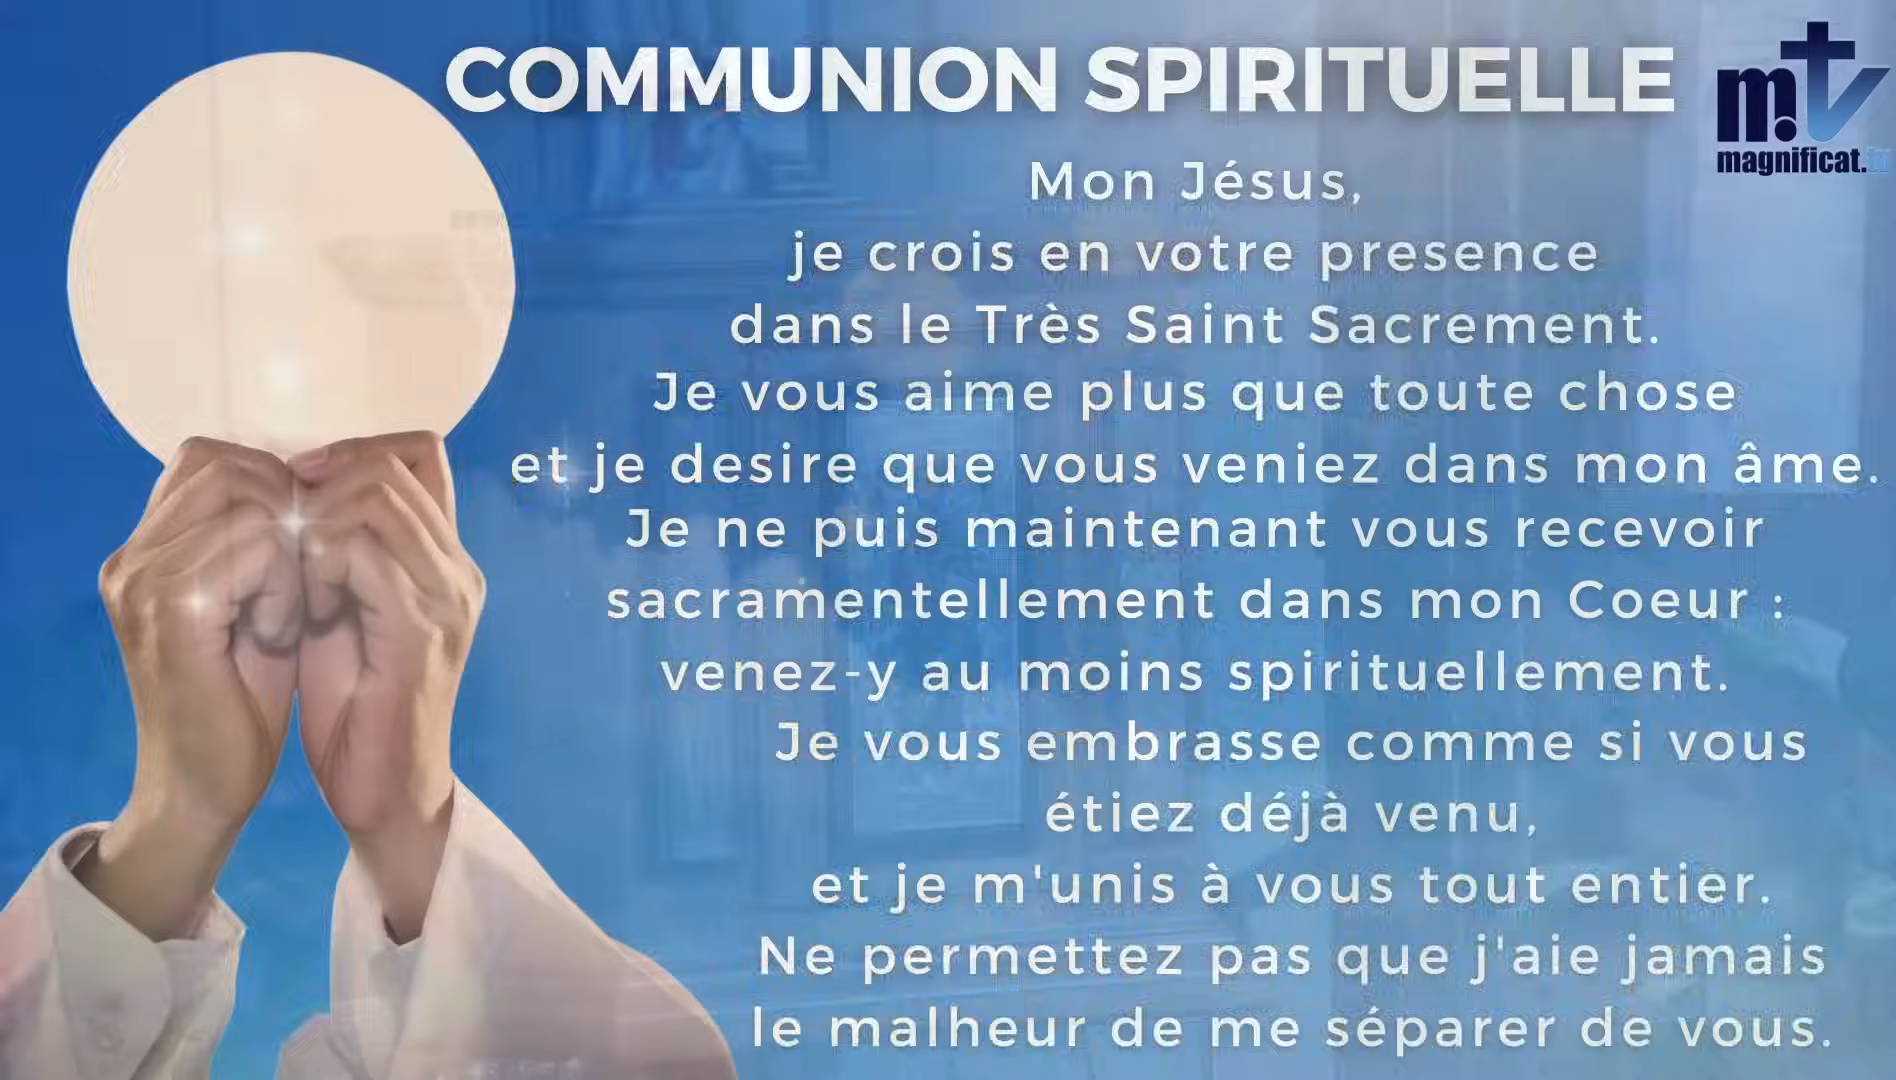 COMMUNION SPIRITUELLE
mtv
magnificat.tv
Mon Jésus,
je crois en votre presence
dans le Très Saint Sacrement.
Je vous aime plus que toute chose
et je desire que vous veniez dans mon âme.
Je ne puis maintenant vous recevoir
sacramentellement dans mon Coeur :
venez-y au moins spirituellement.
Je vous embrasse comme si vous
étiez déjà venu,
et je m'unis à vous tout entier.
Ne permettez pas que j'aie jamais
le malheur de me séparer de vous.